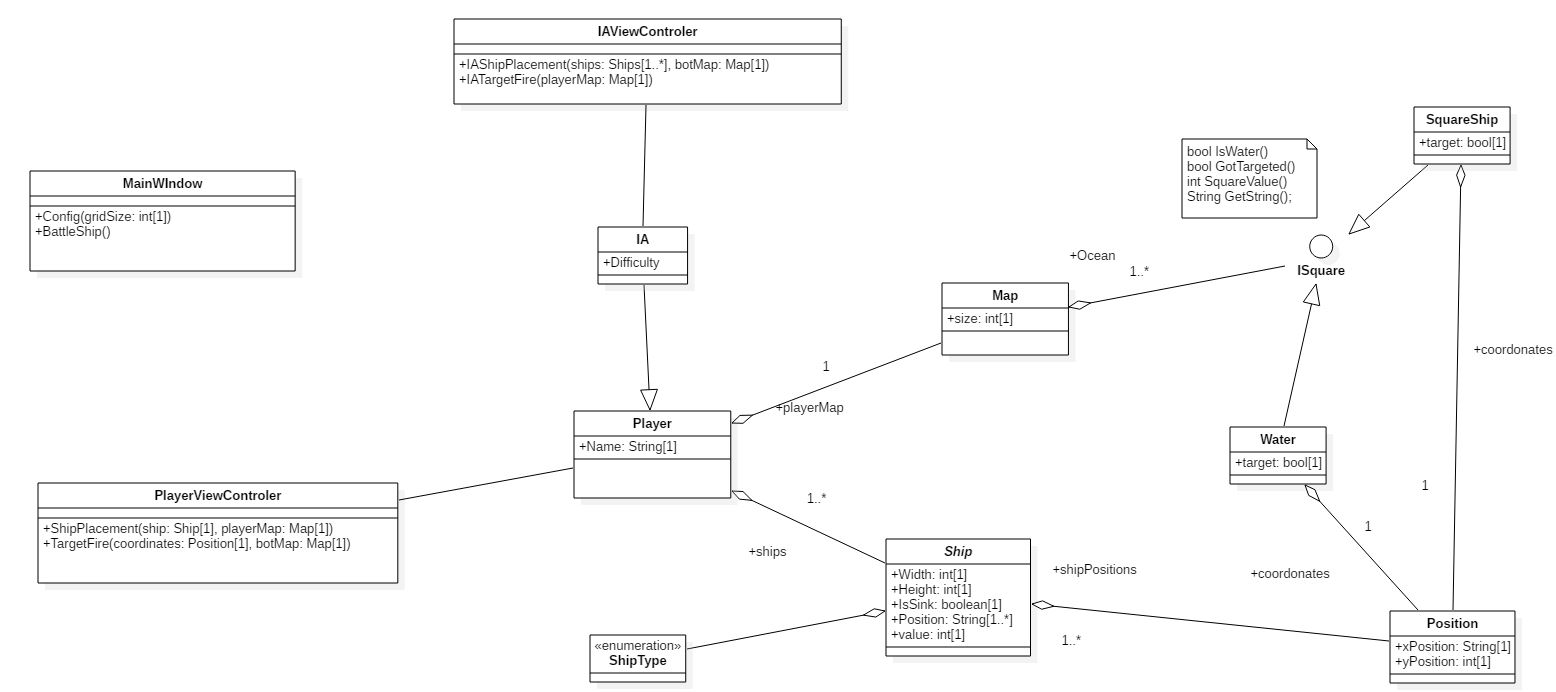 IAViewControler
+IAShipPlacement(ships: Ships[1..*], botMap: Map[1])
+IATargetFire(playerMap: Map[1])
SquareShip
+target: bool[1]
bool IsWater()
bool GotTargeted()
int SquareValue()
String GetString();
MainWIndow
+Config(gridSize: int[1])
+BattleShip()
IA
+Difficulty
+Ocean
1..*
ISquare
Map
+size: int[1]
+coordonates
1
+playerMap
Player
+Name: String[1]
Water
+target: bool[1]
PlayerViewControler
+ShipPlacement(ship: Ship[1], playerMap: Map[1])
+TargetFire(coordinates: Position[1], botMap: Map[1])
1..*
+ships
1
1
Ship
+Width: int[1]
+Height: int[1]
+IsSink: boolean[1]
+Position: String[1..*]
+value: int[1]
+shipPositions
1..*
+coordonates
«enumeration»
ShipType
Position
+xPosition: String[1]
+yPosition: int[1]